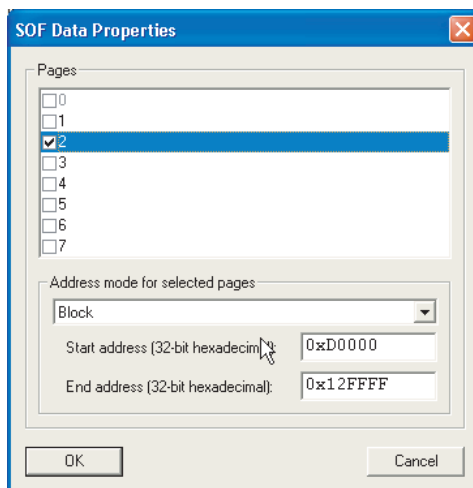 SOF Data Properties
Pages
0
1
2
3
4
5
6
7
Address mode for selected pages
Block
Start address (32-bit hexadecimal):
0xD0000
End address (32-bit hexadecimal):
0x12FFFF
OK
Cancel